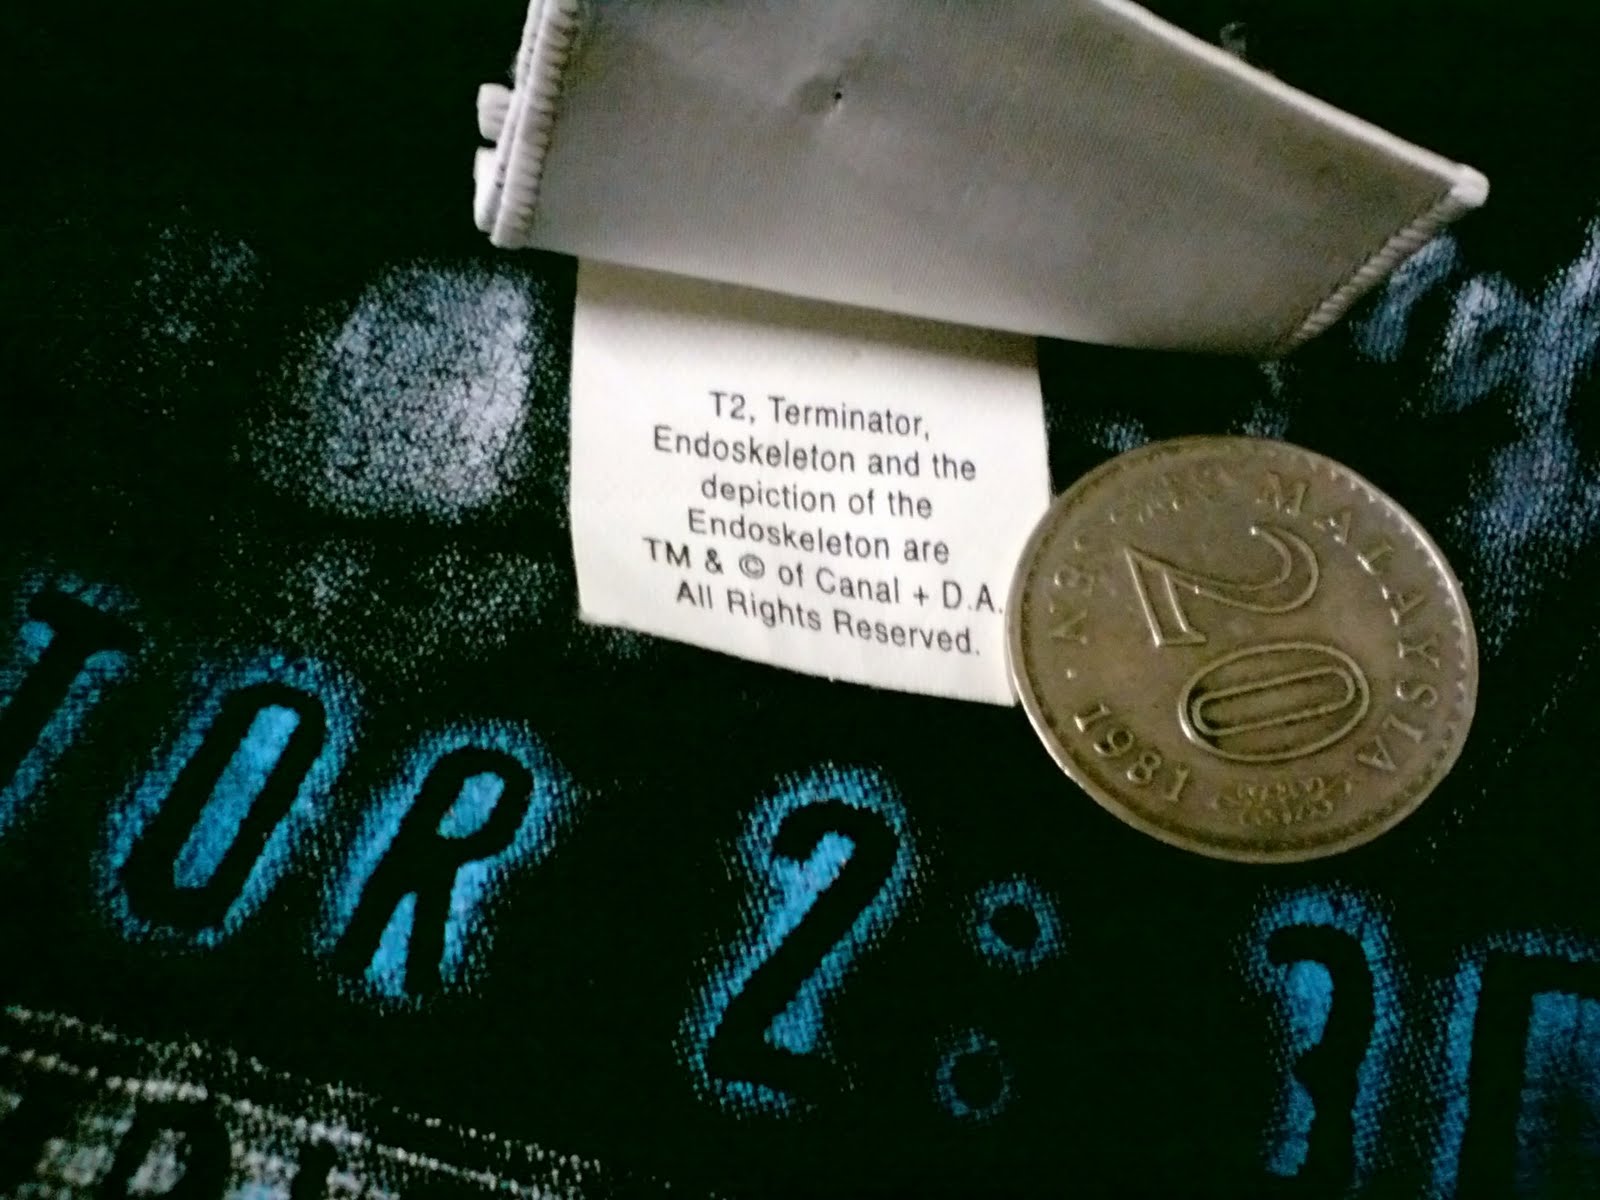 T2, Terminator,
Endoskeleton and the
depiction of the
Endoskeleton are
TM & © of Canal + D.A.
All Rights Reserved.
MALAYSIA
20
1981
TOR 2: 3